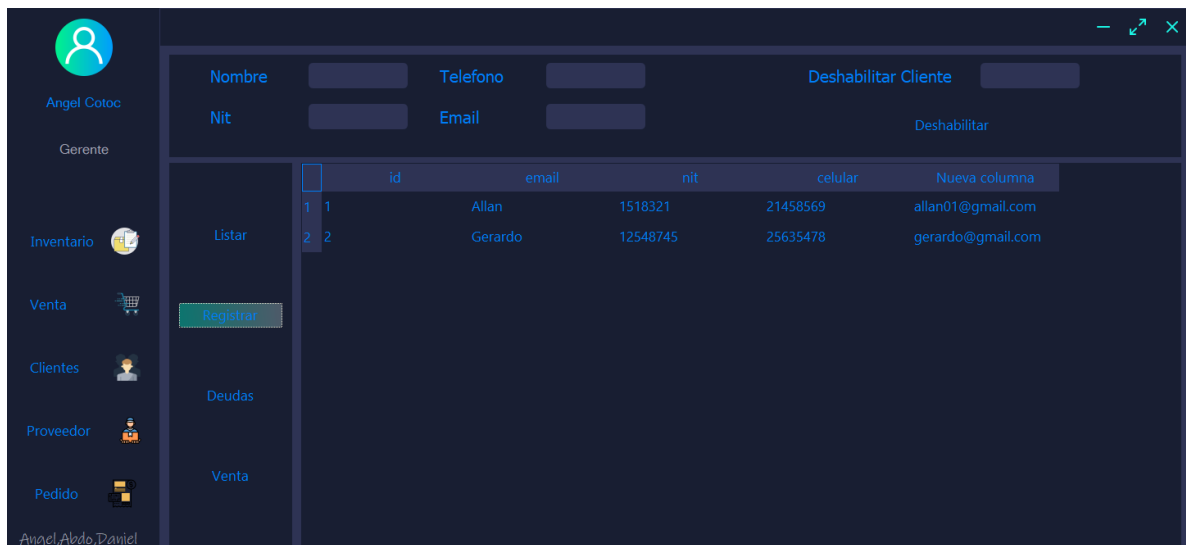 Angel Cotoc
Gerente
Inventario
Venta
Clientes
Proveedor
Pedido
Angel,Abdo,Daniel
Nombre Telefono Deshabilitar Cliente
Nit Email Deshabilitar
Listar
Registrar
Deudas
Venta
id email nit celular Nueva columna
1 1 Allan 1518321 21458569 allan01@gmail.com
2 2 Gerardo 12548745 25635478 gerardo@gmail.com